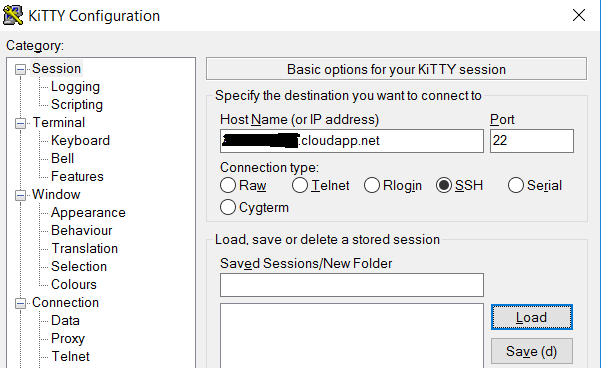 KiTTY Configuration
Category:
Session
Logging
Scripting
Terminal
Keyboard
Bell
Features
Window
Appearance
Behaviour
Translation
Selection
Colours
Connection
Data
Proxy
Telnet
Basic options for your KiTTY session
Specify the destination you want to connect to
Host Name (or IP address) Port
.cloudapp.net 22
Connection type:
Raw Telnet Rlogin SSH Serial
Cygterm
Load, save or delete a stored session
Saved Sessions/New Folder
Load
Save (d)